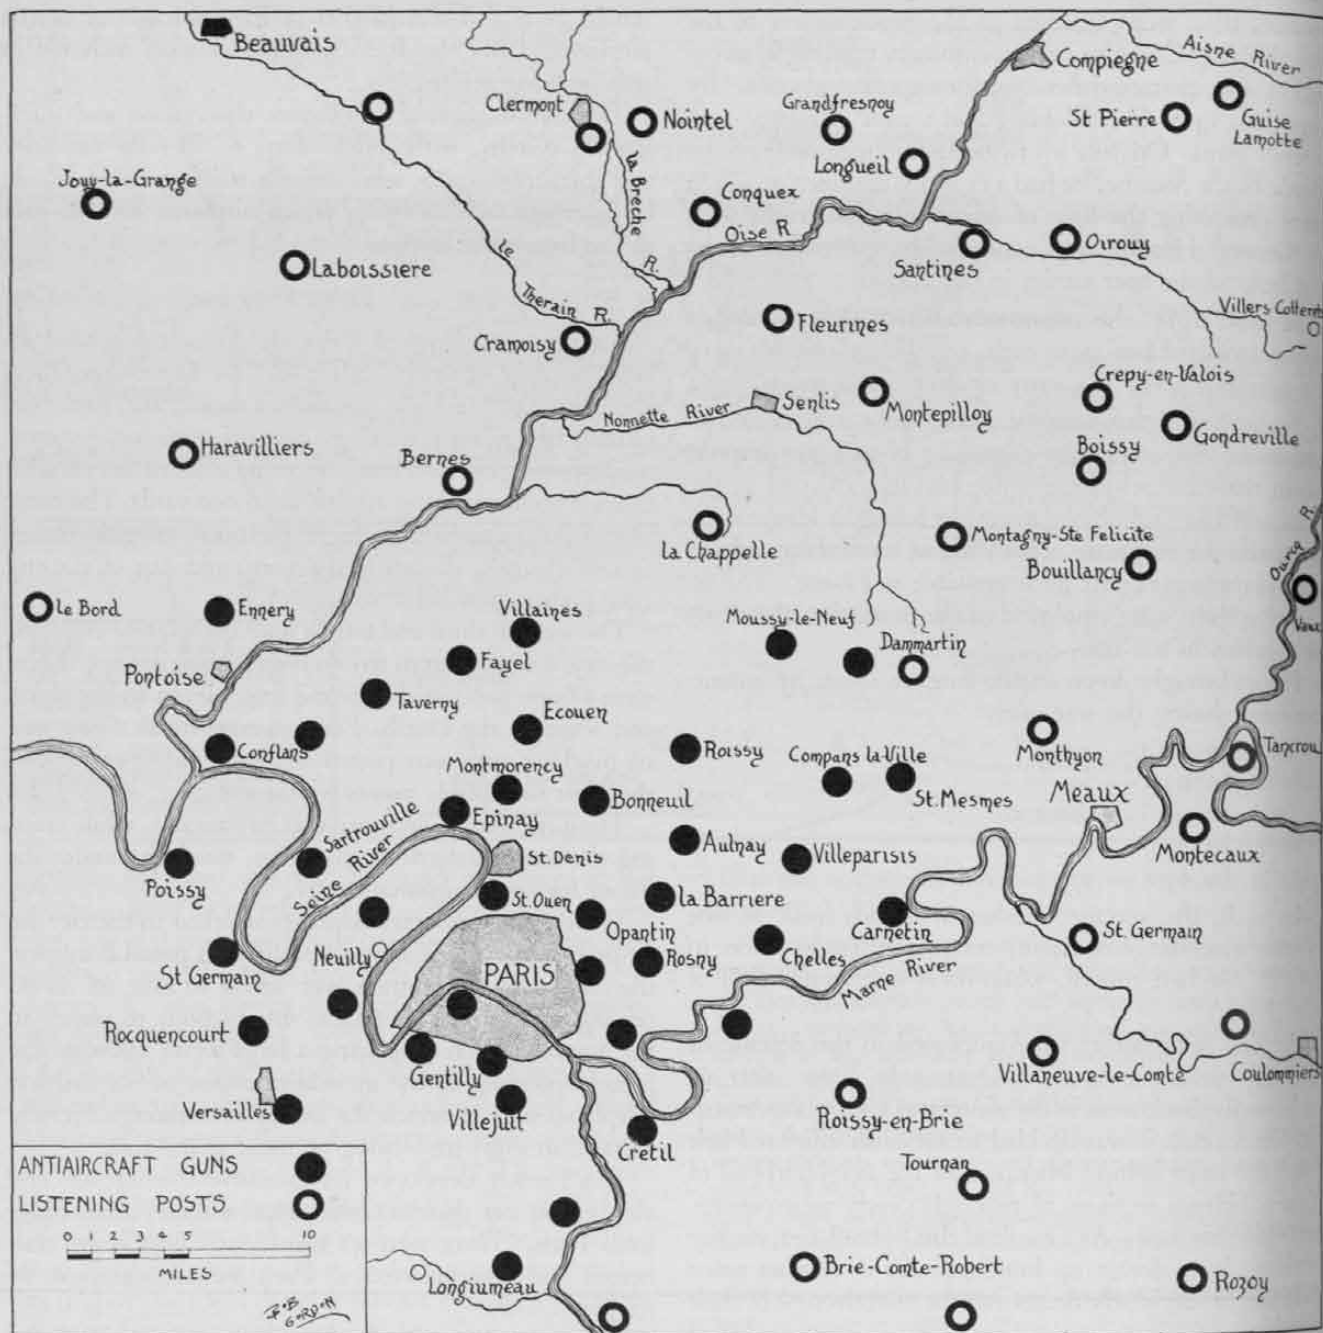 Beauvais
Compiegne
Aisne River
Clermont
Nointel
Grandfresnoy
St Pierre
Guise
Lamotte
Longueil
Jouy-la-Grange
la Breche
R.
Conquex
Oise R
Oirouy
Santines
Laboissiere
le
Therain R.
Villers-Cotterets
Cramoisy
Fleurines
Crepy-en-Valois
Senlis
Nonnette River
Montepilloy
Gondreville
Haravilliers
Bernes
Boissy
la Chappelle
Montagny-Ste Felicite
Bouillancy
Ourcq R.
le Bord
Ennery
Villaines
Moussy-le-Neuf
Vaux
Dammartin
Fayel
Pontoise
Taverny
Ecouen
Conflans
Roissy
Monthyon
Tancrou
Montmorency
Compans la-Ville
St. Mesmes
Meaux
Bonneuil
Epinay
Sartrouville
Seine River
Aulnay
Villeparisis
Montecaux
Poissy
St. Denis
St. Ouen
la Barriere
Opantin
Carnetin
St. Germain
St Germain
Neuilly
PARIS
Rosny
Chelles
Marne River
Rocquencourt
Gentilly
Villaneuve-le-Comte
Coulommiers
Versailles
Villejuit
Roissy-en-Brie
Cretil
Tournan
ANTIAIRCRAFT GUNS
LISTENING POSTS
0 1 2 3 4 5 10
MILES
Longiumeau
Brie-Comte-Robert
Rozoy
F·B
GORDON